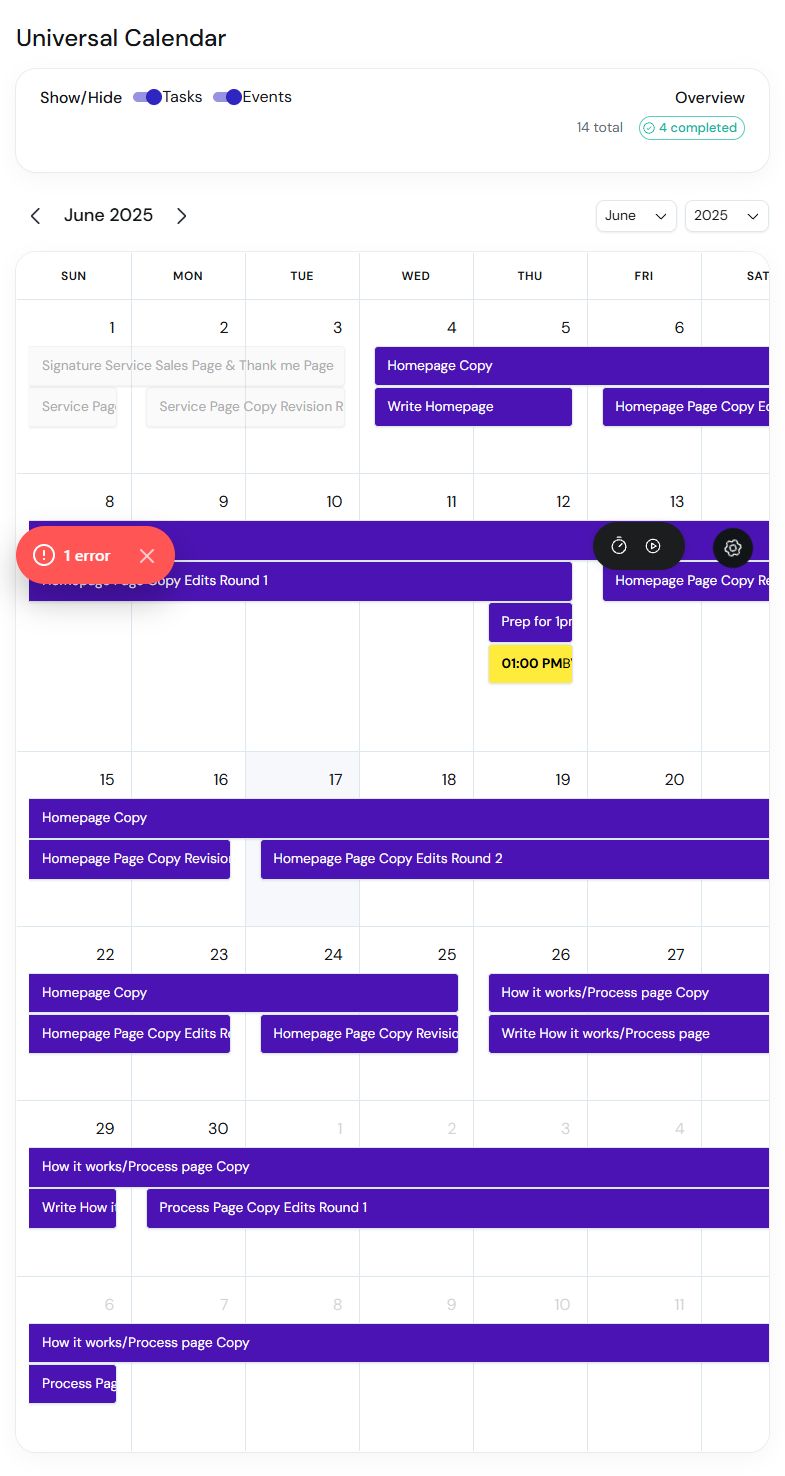 Universal Calendar
Show/Hide Tasks Events Overview
14 total 4 completed
June 2025 June 2025
SUN MON TUE WED THU FRI SAT
1 2 3 4 5 6
Signature Service Sales Page & Thank me Page Homepage Copy
Service Page Service Page Copy Revision R Write Homepage Homepage Page Copy Ed
8 9 10 11 12 13
1 error
Homepage Page Copy Edits Round 1 Homepage Page Copy Re
Prep for 1pm
01:00 PM
15 16 17 18 19 20
Homepage Copy
Homepage Page Copy Revision Homepage Page Copy Edits Round 2
22 23 24 25 26 27
Homepage Copy How it works/Process page Copy
Homepage Page Copy Edits Ro Homepage Page Copy Revisio Write How it works/Process page
29 30 1 2 3 4
How it works/Process page Copy
Write How it Process Page Copy Edits Round 1
6 7 8 9 10 11
How it works/Process page Copy
Process Pag